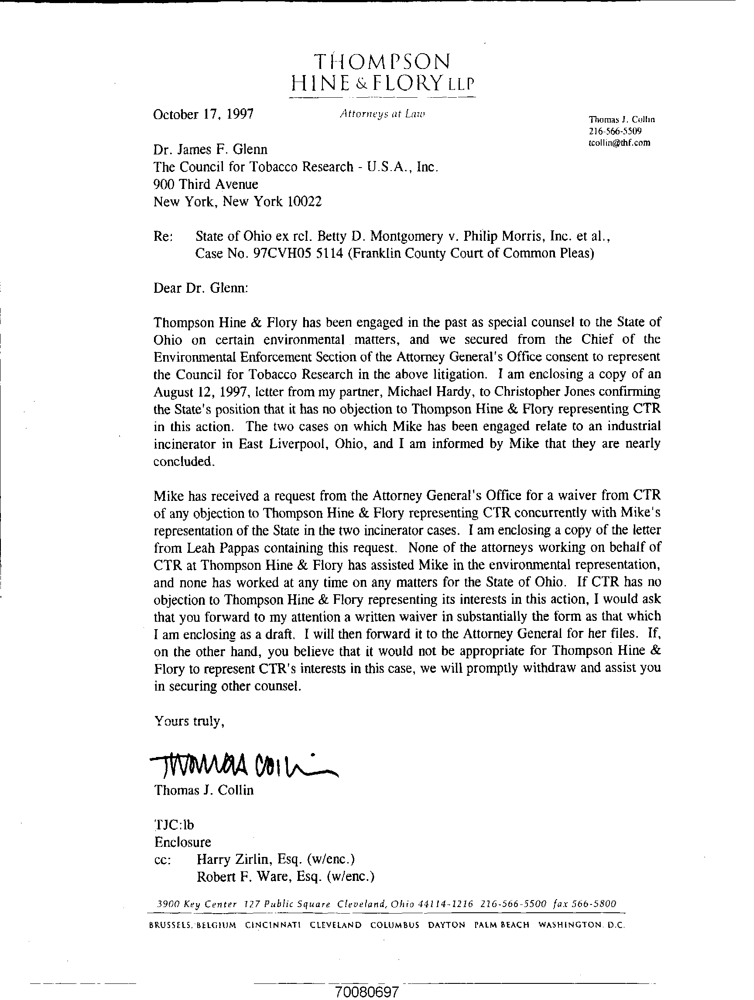 THOMPSON
HINE & FLORY LLP
October 17, 1997
Attorneys at Law
Thomas J. Collin
216-566-5509
tcollin@thf.com
Dr. James F. Glenn
The Council for Tobacco Research - U.S.A., Inc.
900 Third Avenue
New York, New York 10022
Re: State of Ohio ex rel. Betty D. Montgomery v. Philip Morris, Inc. et al.,
Case No. 97CVH05 5114 (Franklin County Court of Common Pleas)
Dear Dr. Glenn:
Thompson Hine & Flory has been engaged in the past as special counsel to the State of
Ohio on certain environmental matters, and we secured from the Chief of the
Environmental Enforcement Section of the Attorney General's Office consent to represent
the Council for Tobacco Research in the above litigation. I am enclosing a copy of an
August 12, 1997, letter from my partner, Michael Hardy, to Christopher Jones confirming
the State's position that it has no objection to Thompson Hine & Flory representing CTR
in this action. The two cases on which Mike has been engaged relate to an industrial
incinerator in East Liverpool, Ohio, and I am informed by Mike that they are nearly
concluded.
Mike has received a request from the Attorney General's Office for a waiver from CTR
of any objection to Thompson Hine & Flory representing CTR concurrently with Mike's
representation of the State in the two incinerator cases. I am enclosing a copy of the letter
from Leah Pappas containing this request. None of the attorneys working on behalf of
CTR at Thompson Hine & Flory has assisted Mike in the environmental representation,
and none has worked at any time on any matters for the State of Ohio. If CTR has no
objection to Thompson Hine & Flory representing its interests in this action, I would ask
that you forward to my attention a written waiver in substantially the form as that which
I am enclosing as a draft. I will then forward it to the Attorney General for her files. If,
on the other hand, you believe that it would not be appropriate for Thompson Hine &
Flory to represent CTR's interests in this case, we will promptly withdraw and assist you
in securing other counsel.
Yours truly,
Thomas Collin
Thomas J. Collin
TJC:lb
Enclosure
cc: Harry Zirlin, Esq. (w/enc.)
Robert F. Ware, Esq. (w/enc.)
3900 Key Center 127 Public Square Cleveland, Ohio 44114-1216 216-566-5500 fax 566-5800
BRUSSELS, BELGIUM CINCINNATI CLEVELAND COLUMBUS DAYTON PALM BEACH WASHINGTON, D.C.
70080697